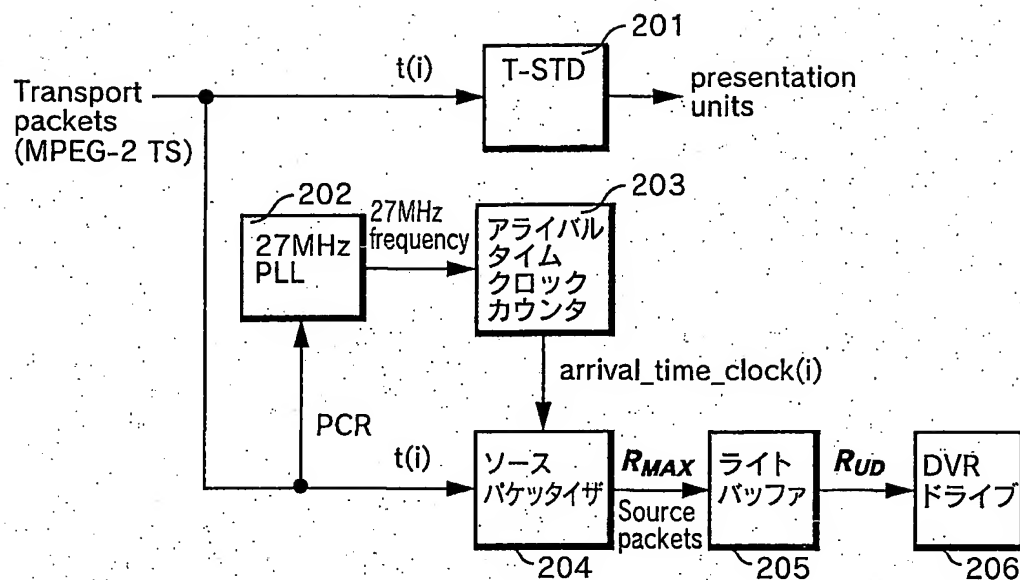 201
t(i)
T-STD
presentation
units
Transport
packets
(MPEG-2 TS)
202
27MHz
PLL
27MHz
frequency
203
アライバル
タイム
クロック
カウンタ
arrival_time_clock(i)
PCR
t(i)
ソース
パケッタイザ
204
RMAX
Source
packets
ライト
バッファ
205
RUD
DVR
ドライブ
206